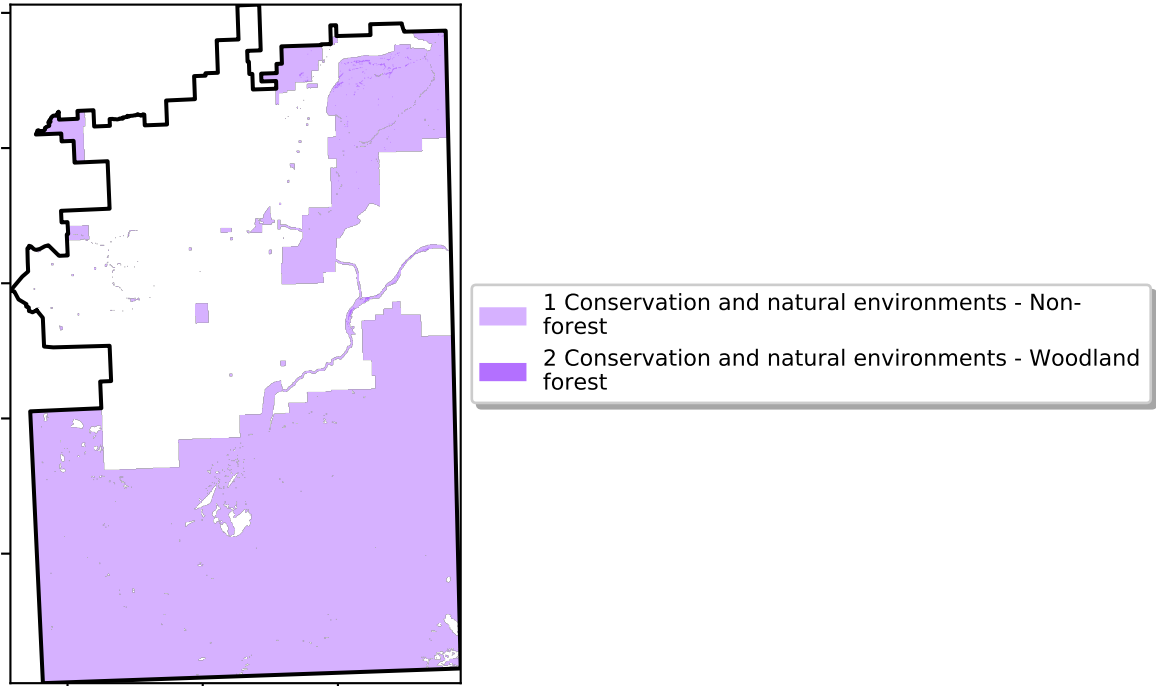 1 Conservation and natural environments - Non-
forest
2 Conservation and natural environments - Woodland
forest